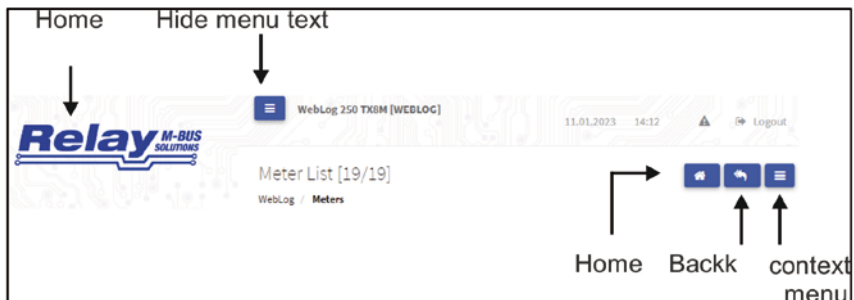 Home Hide menu text
WebLog 250 TX8M [WEBLOG]
11.01.2023 14:12 Logout
Relay M-BUS
SOLUTIONS
Meter List [19/19]
WebLog / Meters
Home Backk context
menu